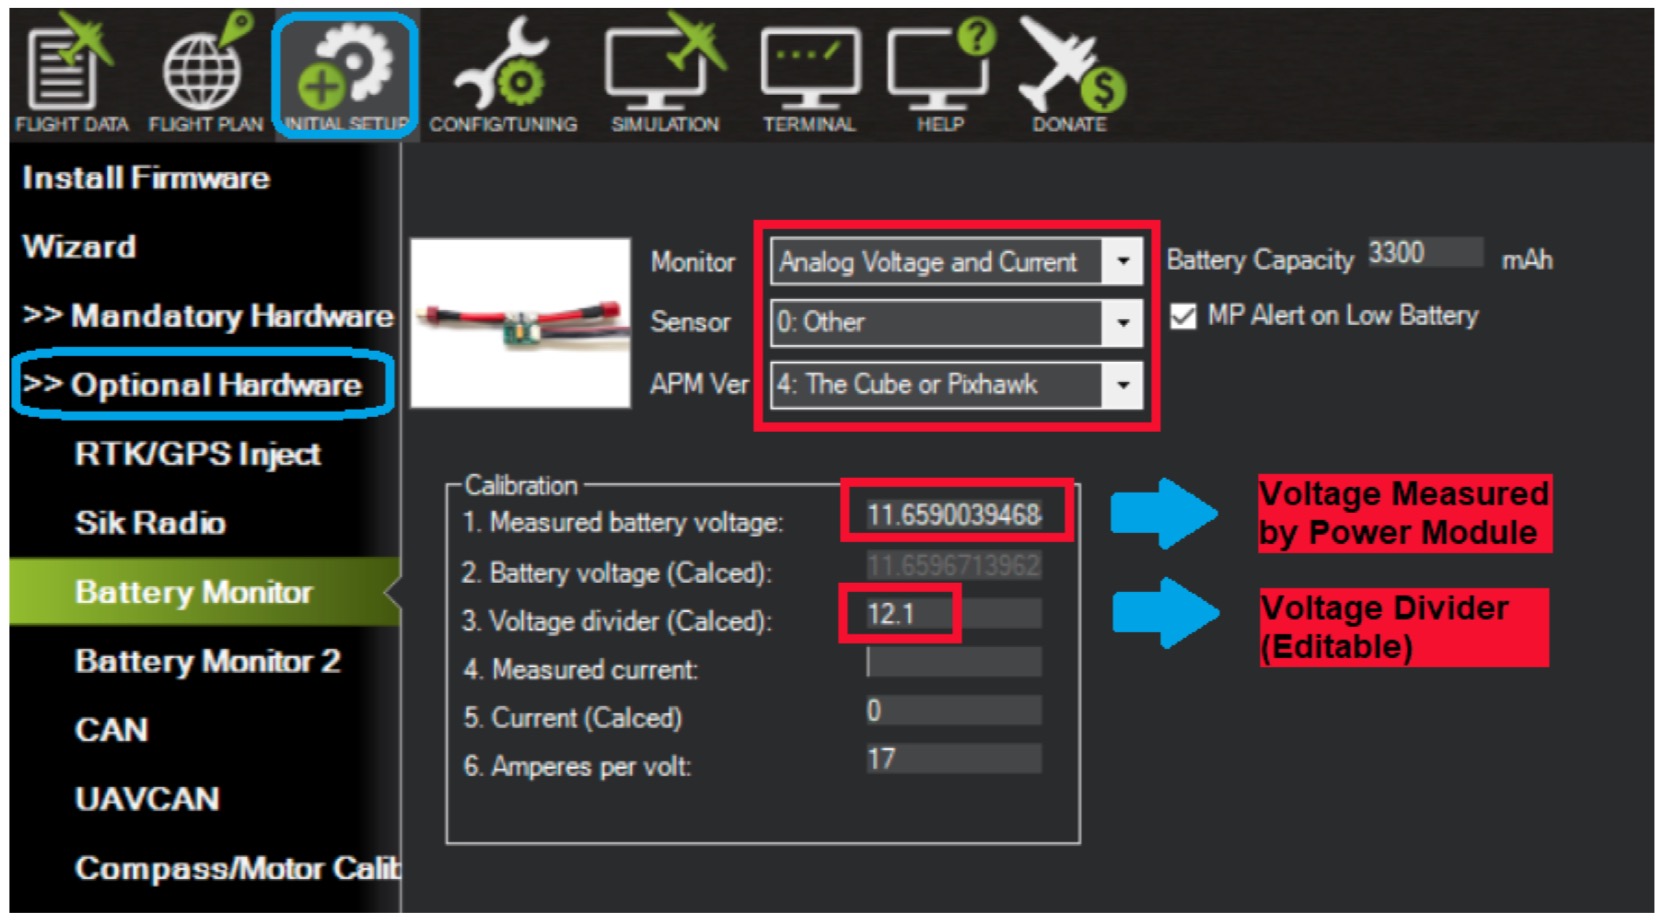 FLIGHT DATA
FLIGHT PLAN
INITIAL SETUP
CONFIG/TUNING
SIMULATION
TERMINAL
HELP
DONATE
Install Firmware
Wizard
>> Mandatory Hardware
>> Optional Hardware
RTK/GPS Inject
Sik Radio
Battery Monitor
Battery Monitor 2
CAN
UAVCAN
Compass/Motor Calib
Monitor Analog Voltage and Current Battery Capacity 3300 mAh
Sensor 0: Other MP Alert on Low Battery
APM Ver 4: The Cube or Pixhawk
Calibration
1. Measured battery voltage: 11.6590039468
2. Battery voltage (Calced): 11.6596713962
3. Voltage divider (Calced): 12.1
4. Measured current:
5. Current (Calced) 0
6. Amperes per volt: 17
Voltage Measured
by Power Module
Voltage Divider
(Editable)